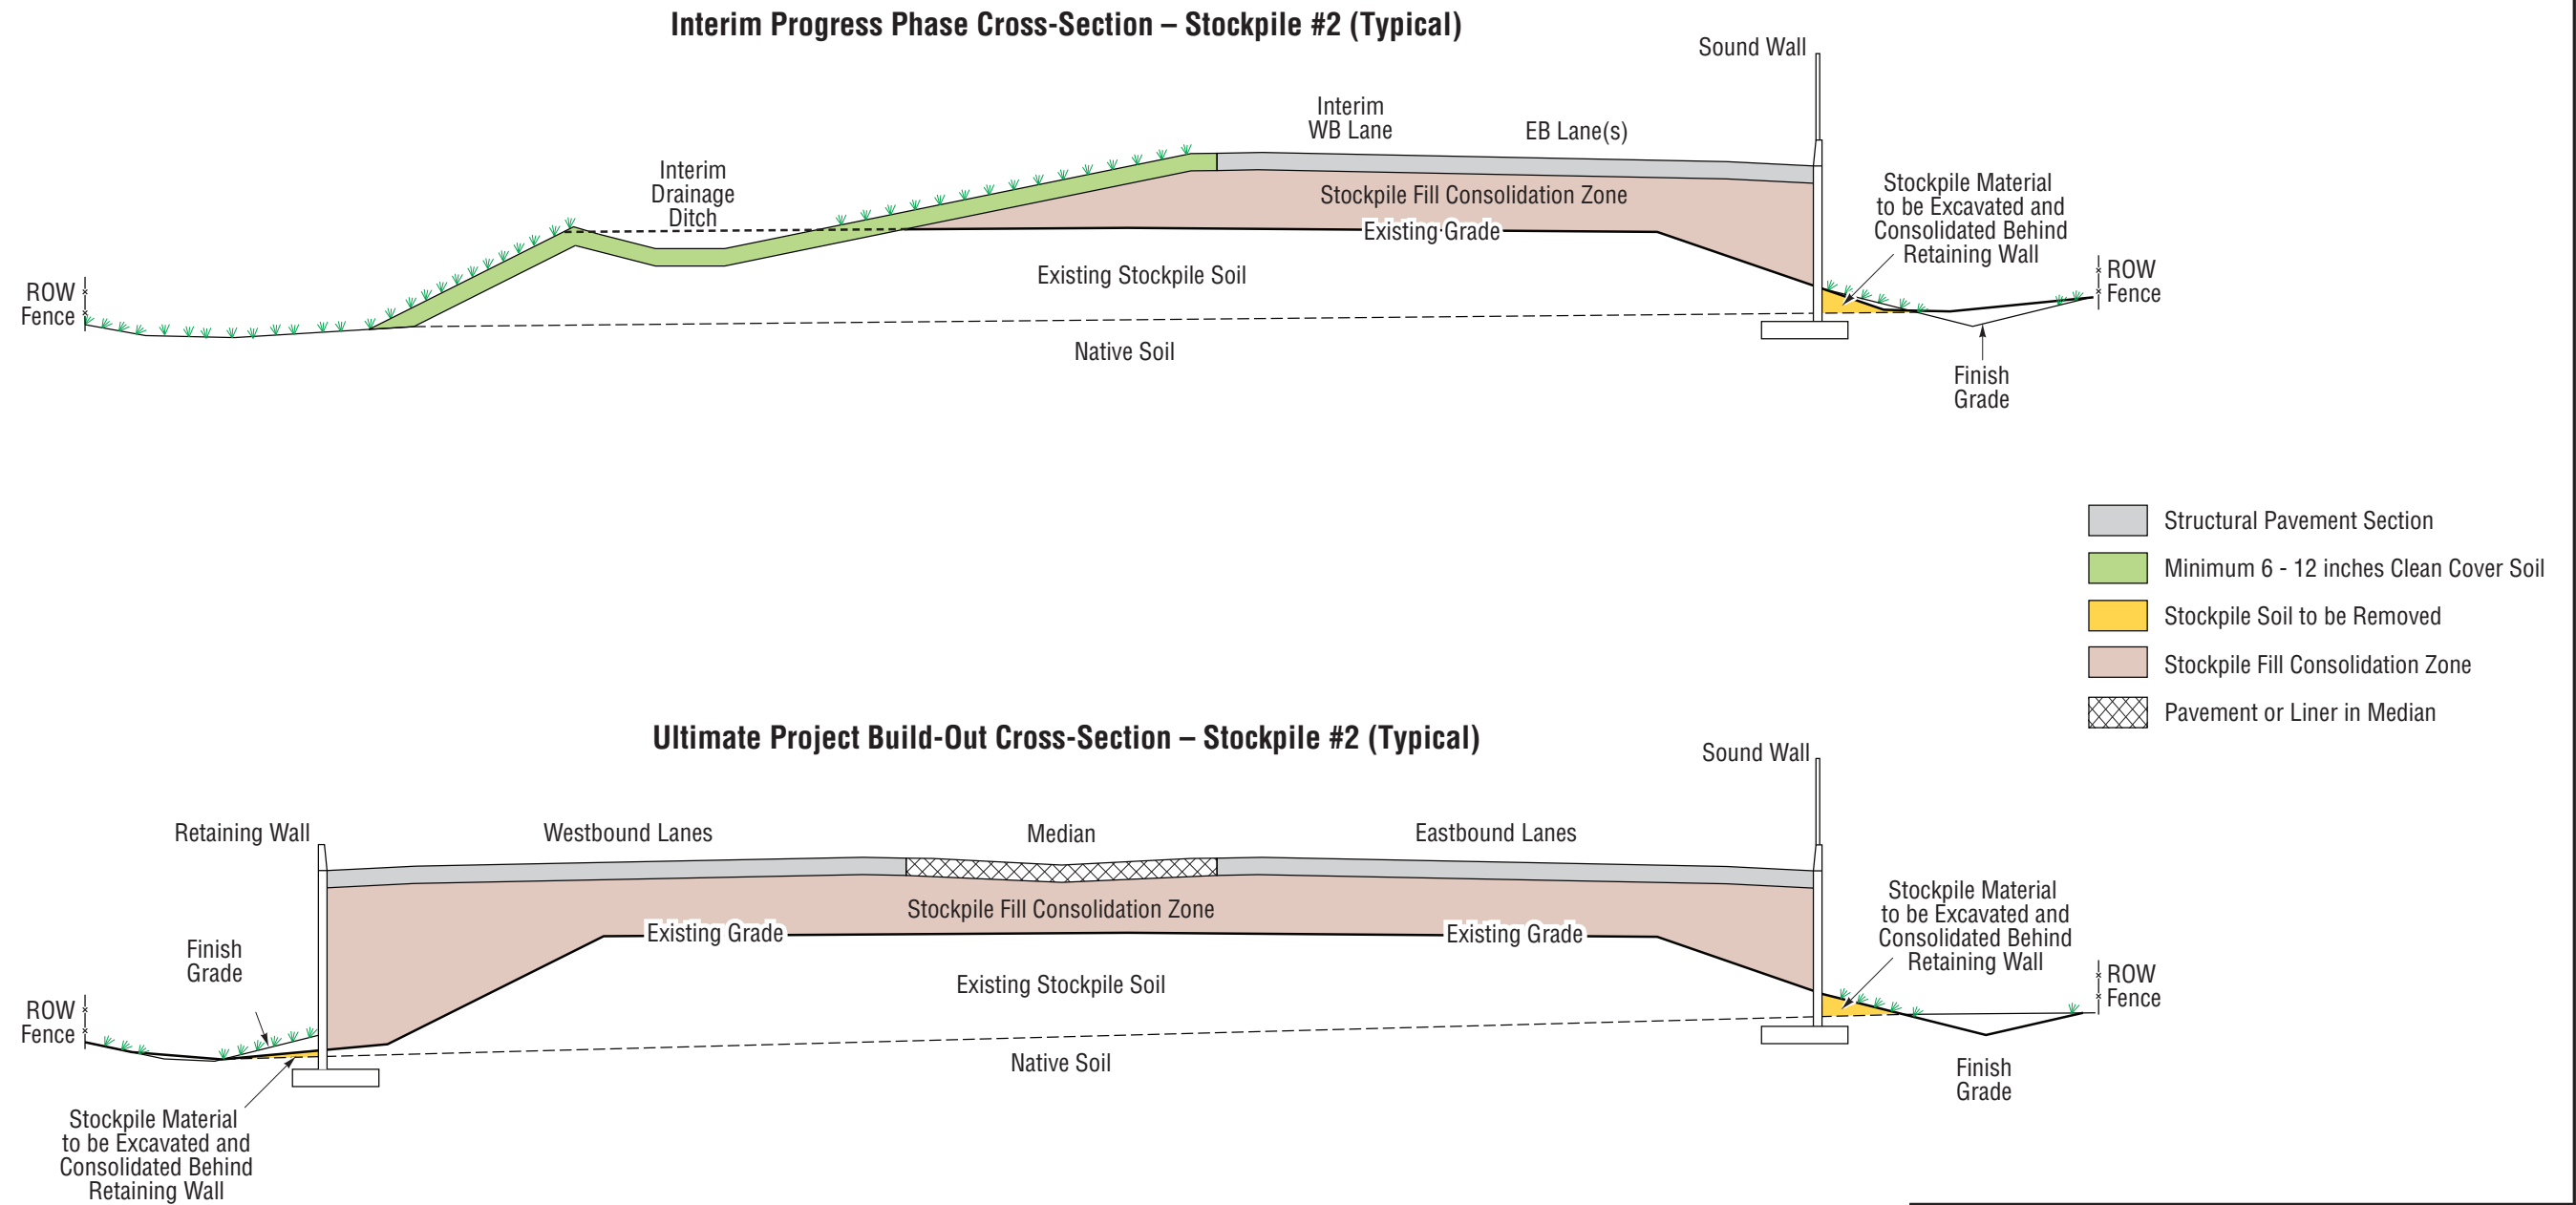 Interim Progress Phase Cross-Section – Stockpile #2 (Typical)
Sound Wall
Interim
WB Lane
EB Lane(s)
Interim
Drainage
Ditch
Stockpile Fill Consolidation Zone
Existing Grade
Stockpile Material
to be Excavated and
Consolidated Behind
Retaining Wall
Existing Stockpile Soil
ROW
Fence
ROW
Fence
Native Soil
Finish
Grade
Structural Pavement Section
Minimum 6 - 12 inches Clean Cover Soil
Stockpile Soil to be Removed
Stockpile Fill Consolidation Zone
Pavement or Liner in Median
Ultimate Project Build-Out Cross-Section – Stockpile #2 (Typical)
Sound Wall
Retaining Wall
Westbound Lanes
Median
Eastbound Lanes
Stockpile Fill Consolidation Zone
Existing Grade
Existing Grade
Stockpile Material
to be Excavated and
Consolidated Behind
Retaining Wall
Finish
Grade
Existing Stockpile Soil
ROW
Fence
ROW
Fence
Native Soil
Finish
Grade
Stockpile Material
to be Excavated and
Consolidated Behind
Retaining Wall